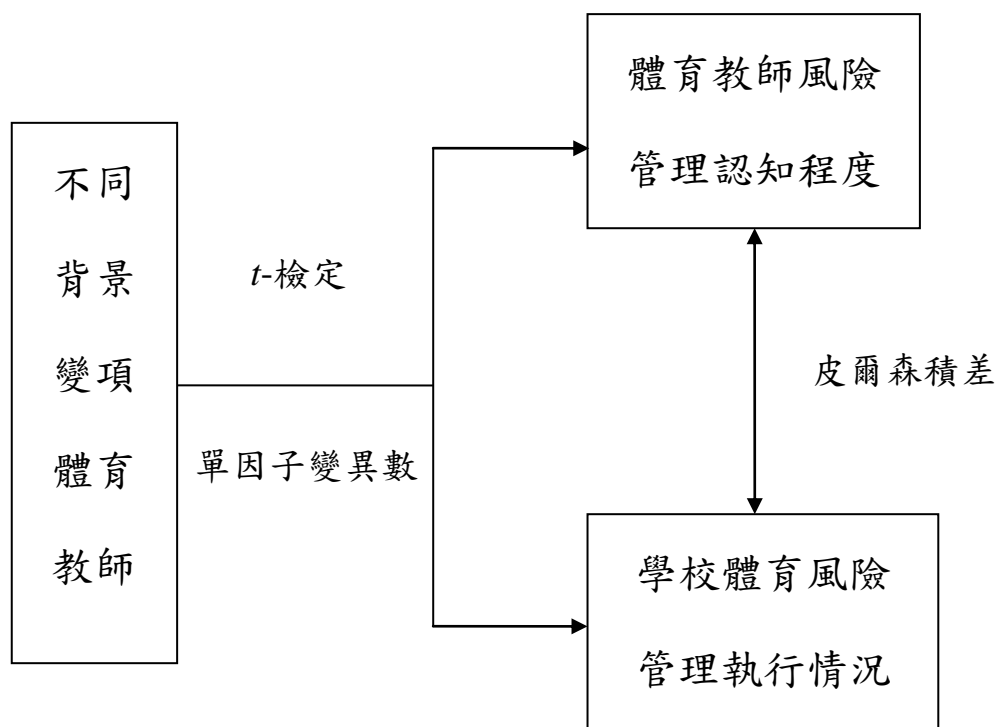 不同
背景
變項
體育
教師
t-檢定
單因子變異數
體育教師風險
管理認知程度
皮爾森積差
學校體育風險
管理執行情況